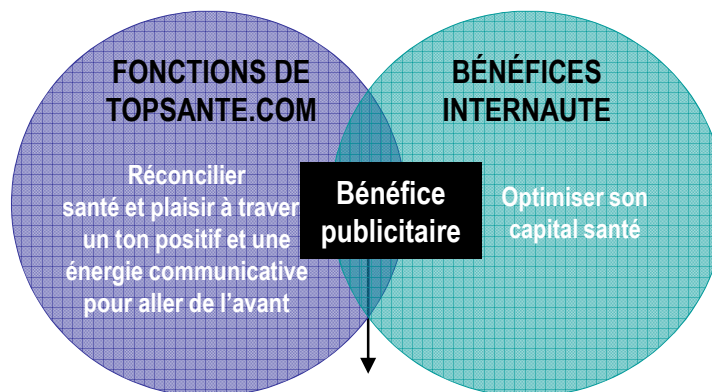 FONCTIONS DE
TOPSANTE.COM
Réconcilier
santé et plaisir à traver
un ton positif et une
énergie communicative
pour aller de l’avant
Bénéfice
publicitaire
BÉNÉFICES
INTERNAUTE
Optimiser son
capital santé